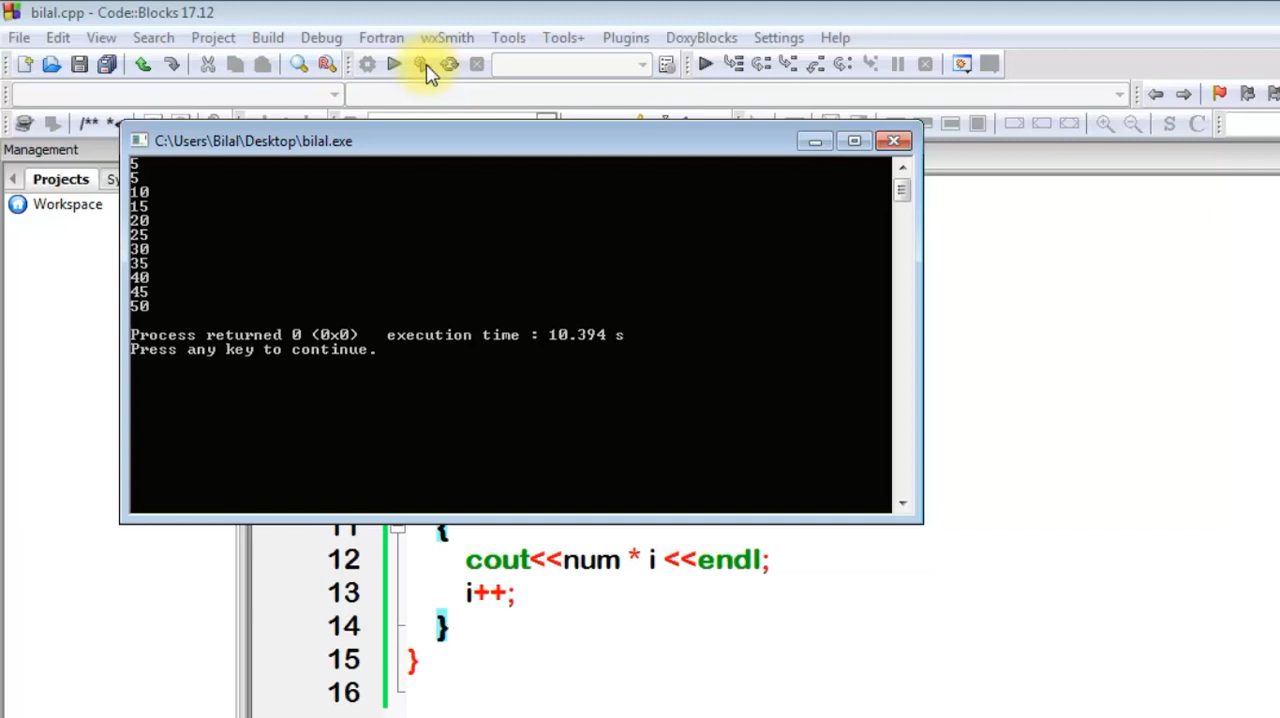 bilal.cpp - Code::Blocks 17.12
File Edit View Search Project Build Debug Fortran wxSmith Tools Tools+ Plugins DoxyBlocks Settings Help
/** *<
S C
Management
C:\Users\Bilal\Desktop\bilal.exe
Projects Sy
Workspace
5
5
10
15
20
25
30
35
40
45
50
Process returned 0 (0x0) execution time : 10.394 s
Press any key to continue.
11 {
12 cout<<num * i <<endl;
13 i++;
14 }
15 }
16